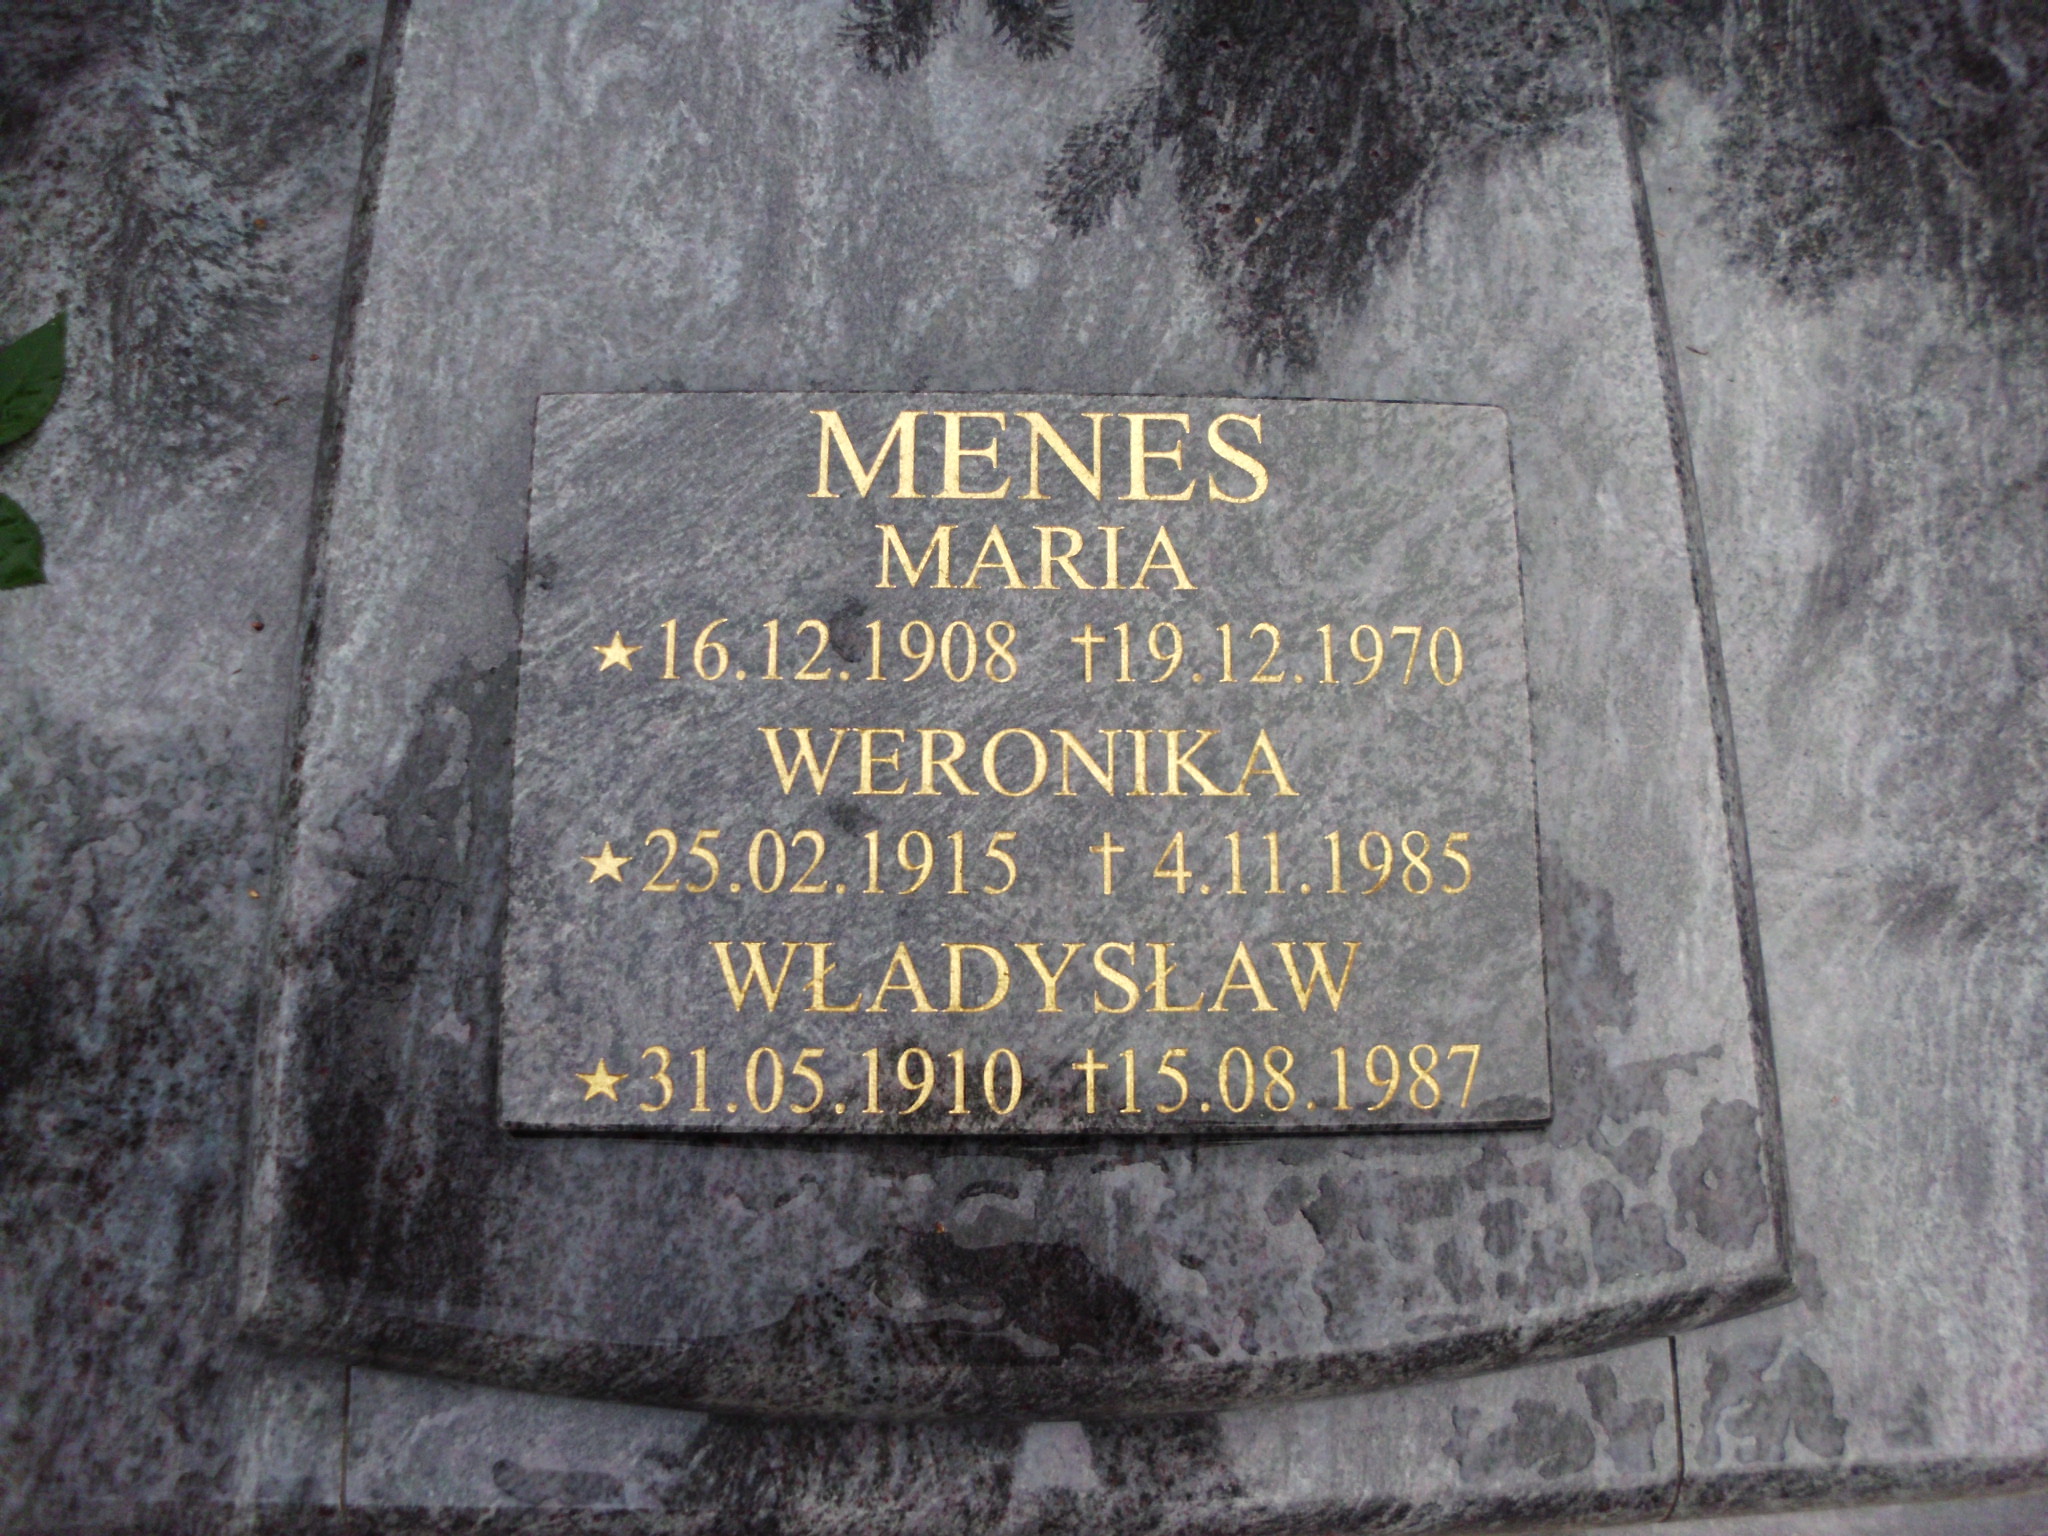 MENES
MARIA
★16.12.1908 †19.12.1970
WERONIKA
★25.02.1915 † 4.11.1985
WŁADYSŁAW
★31.05.1910 †15.08.1987